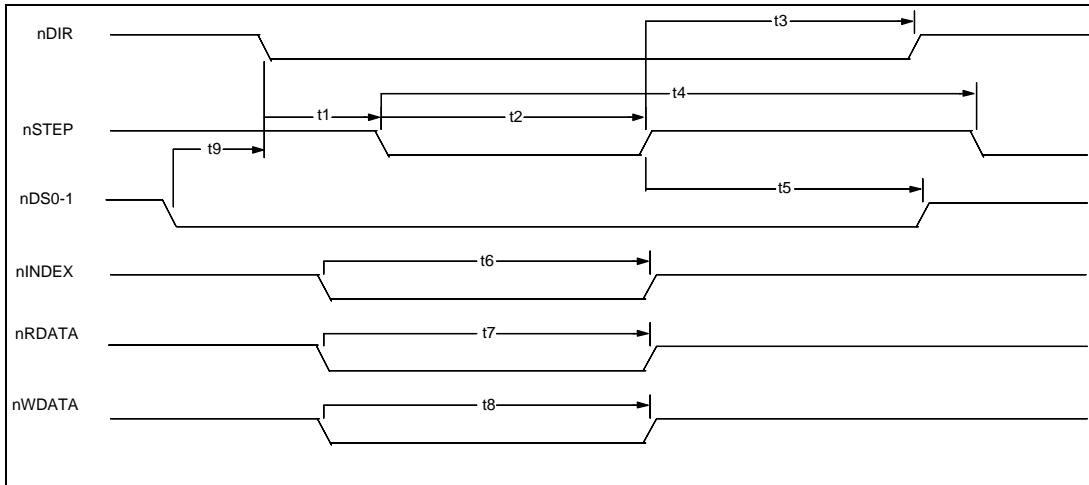 nDIR
t3
t4
nSTEP
t1
t2
t9
nDS0-1
t5
nINDEX
t6
nRDATA
t7
nWDATA
t8